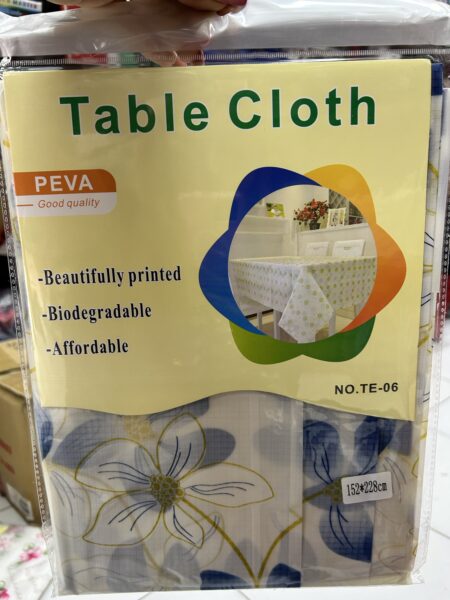 Table Cloth
PEVA
Good quality
-Beautifully printed
-Biodegradable
-Affordable
NO.TE-06
152*228cm